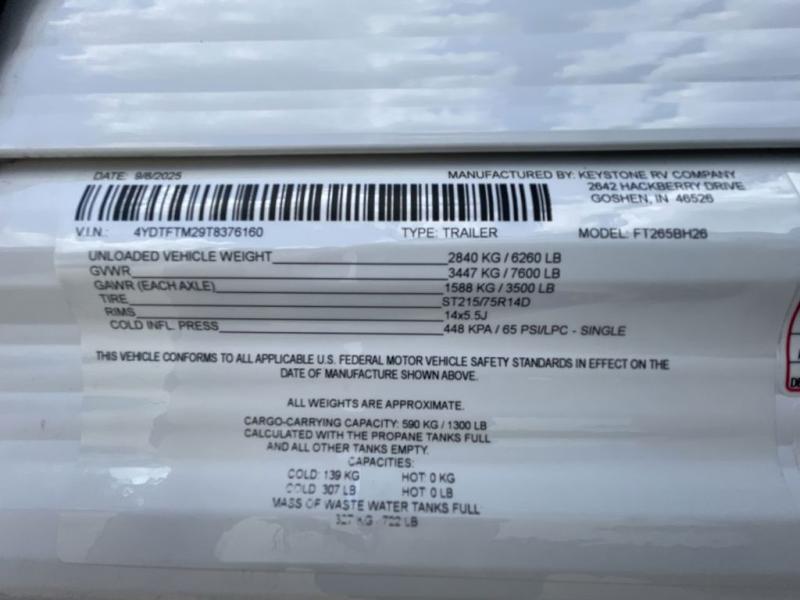 DATE: 9/8/2025 MANUFACTURED BY: KEYSTONE RV COMPANY
2642 HACKBERRY DRIVE
GOSHEN, IN 46526
V.I.N.: 4YDTFTM29T8376160 TYPE: TRAILER MODEL: FT265BH26
UNLOADED VEHICLE WEIGHT 2840 KG / 6260 LB
GVWR 3447 KG / 7600 LB
GAWR (EACH AXLE) 1588 KG / 3500 LB
TIRE ST215/75R14D
RIMS 14x5.5J
COLD INFL. PRESS 448 KPA / 65 PSI/LPC - SINGLE
THIS VEHICLE CONFORMS TO ALL APPLICABLE U.S. FEDERAL MOTOR VEHICLE SAFETY STANDARDS IN EFFECT ON THE
DATE OF MANUFACTURE SHOWN ABOVE.
ALL WEIGHTS ARE APPROXIMATE.
CARGO-CARRYING CAPACITY: 590 KG / 1300 LB
CALCULATED WITH THE PROPANE TANKS FULL
AND ALL OTHER TANKS EMPTY.
CAPACITIES:
COLD: 139 KG HOT: 0 KG
COLD 307 LB HOT: 0 LB
MASS OF WASTE WATER TANKS FULL
327 KG - 722 LB